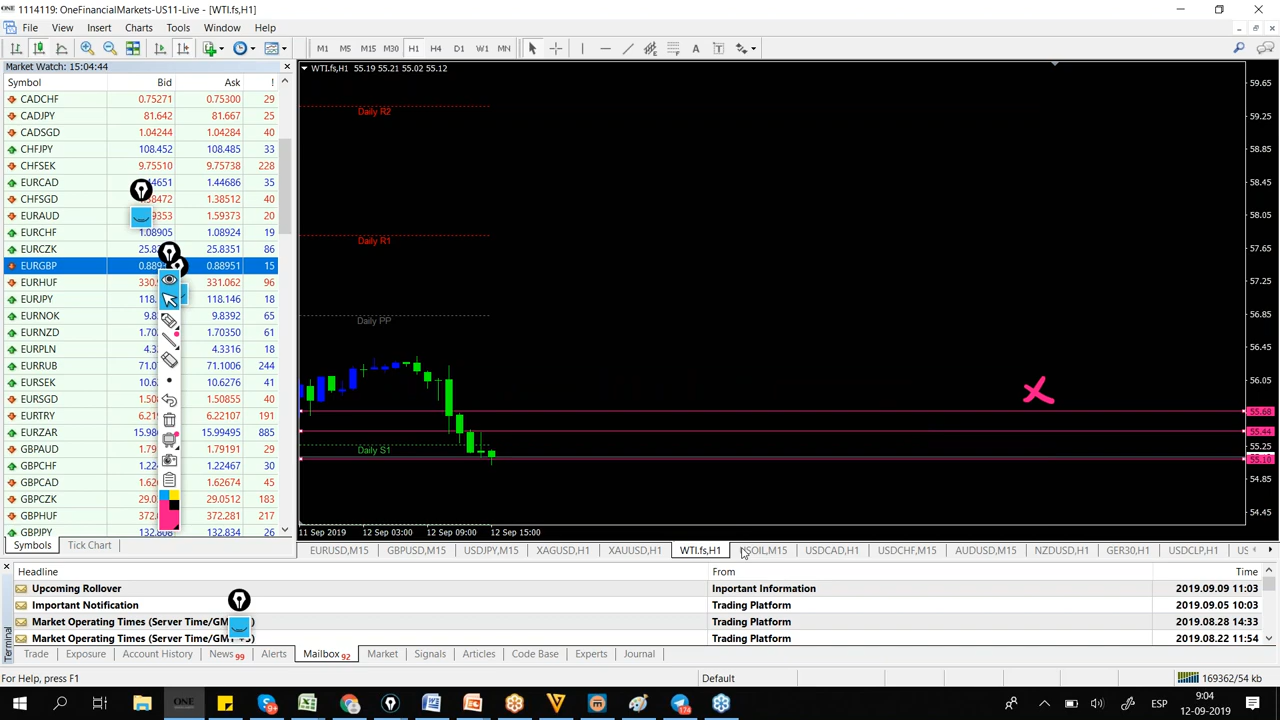 1114119: OneFinancialMarkets-US11-Live - [WTI.fs,H1]
File View Insert Charts Tools Window Help
M1 M5 M15 M30 H1 H4 D1 W1 MN
Market Watch: 15:04:44
Symbol Bid Ask !
CADCHF 0.75271 0.75300 29
CADJPY 81.642 81.667 25
CADSGD 1.04244 1.04284 40
CHFJPY 108.452 108.485 33
CHFSEK 9.75510 9.75738 228
EURCAD 1.44686 35
CHFSGD 1.38512 40
EURAUD 1.59373 20
EURCHF 1.08905 1.08924 19
EURCZK 25.8351 86
EURGBP 0.88951 15
EURHUF 331.062 96
EURJPY 118.146 18
EURNOK 9.8392 65
EURNZD 1.70350 61
EURPLN 4.3316 18
EURRUB 71.1006 244
EURSEK 10.6276 41
EURSGD 1.50855 40
EURTRY 6.22107 191
EURZAR 15.99495 885
GBPAUD 1.79191 29
GBPCHF 1.22467 30
GBPCAD 1.62674 45
GBPCZK 29.0512 183
GBPHUF 372.281 217
GBPJPY 132.808 132.834 26
Symbols Tick Chart
WTI.fs,H1 55.19 55.21 55.02 55.12
Daily R2
Daily R1
Daily PP
Daily S1
59.65
59.25
58.85
58.45
58.05
57.65
57.25
56.85
56.45
56.05
55.68
55.44
55.25
55.10
54.85
54.45
11 Sep 2019 12 Sep 03:00 12 Sep 09:00 12 Sep 15:00
EURUSD,M15 GBPUSD,M15 USDJPY,M15 XAGUSD,H1 XAUUSD,H1 WTI.fs,H1 USOIL,M15 USDCAD,H1 USDCHF,M15 AUDUSD,M15 NZDUSD,H1 GER30,H1 USDCLP,H1 US
Headline From Time
Upcoming Rollover Inportant Information 2019.09.09 11:03
Important Notification Trading Platform 2019.09.05 10:03
Market Operating Times (Server Time/GM Trading Platform 2019.08.28 14:33
Market Operating Times (Server Time/GM Trading Platform 2019.08.22 11:54
Terminal
Trade Exposure Account History News 99 Alerts Mailbox 92 Market Signals Articles Code Base Experts Journal
For Help, press F1 Default 169362/54 kb
ONE ESP 9:04
12-09-2019